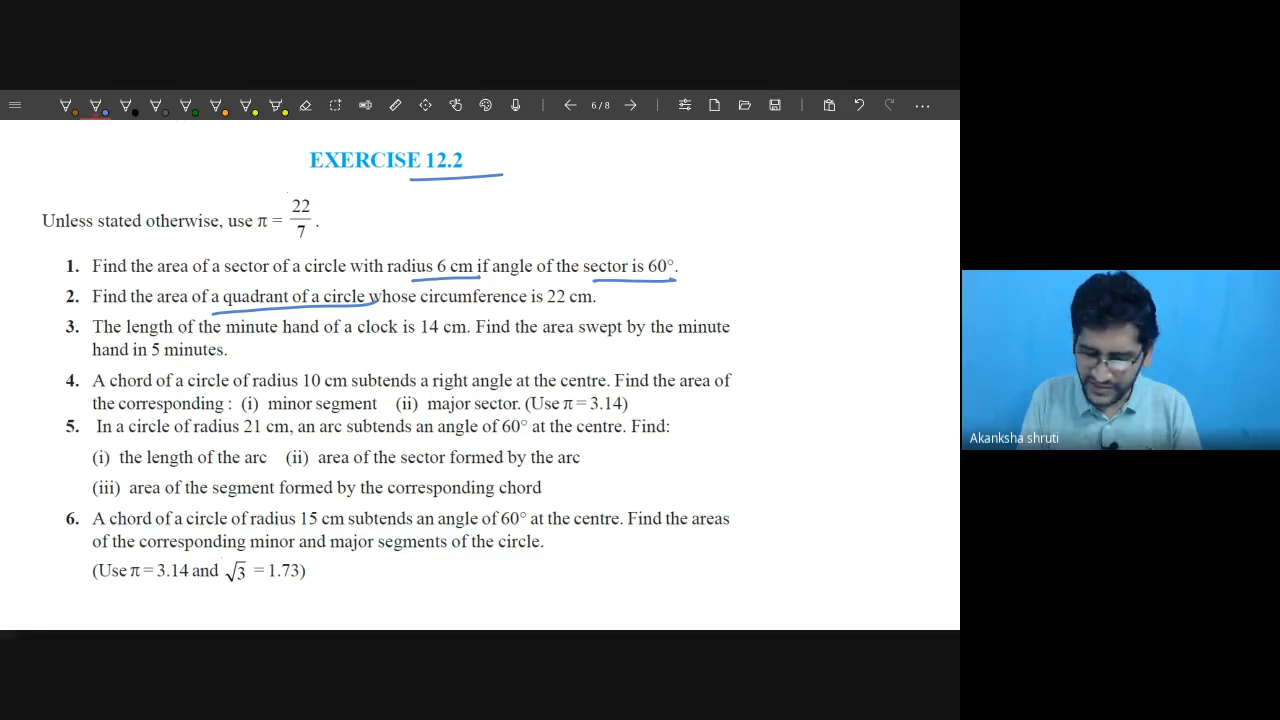 6/8
EXERCISE 12.2
Unless stated otherwise, use π = 22/7.
1. Find the area of a sector of a circle with radius 6 cm if angle of the sector is 60°.
2. Find the area of a quadrant of a circle whose circumference is 22 cm.
3. The length of the minute hand of a clock is 14 cm. Find the area swept by the minute
hand in 5 minutes.
4. A chord of a circle of radius 10 cm subtends a right angle at the centre. Find the area of
the corresponding : (i) minor segment (ii) major sector. (Use π = 3.14)
5. In a circle of radius 21 cm, an arc subtends an angle of 60° at the centre. Find:
(i) the length of the arc (ii) area of the sector formed by the arc
(iii) area of the segment formed by the corresponding chord
6. A chord of a circle of radius 15 cm subtends an angle of 60° at the centre. Find the areas
of the corresponding minor and major segments of the circle.
(Use π = 3.14 and √3 = 1.73)
Akanksha shruti